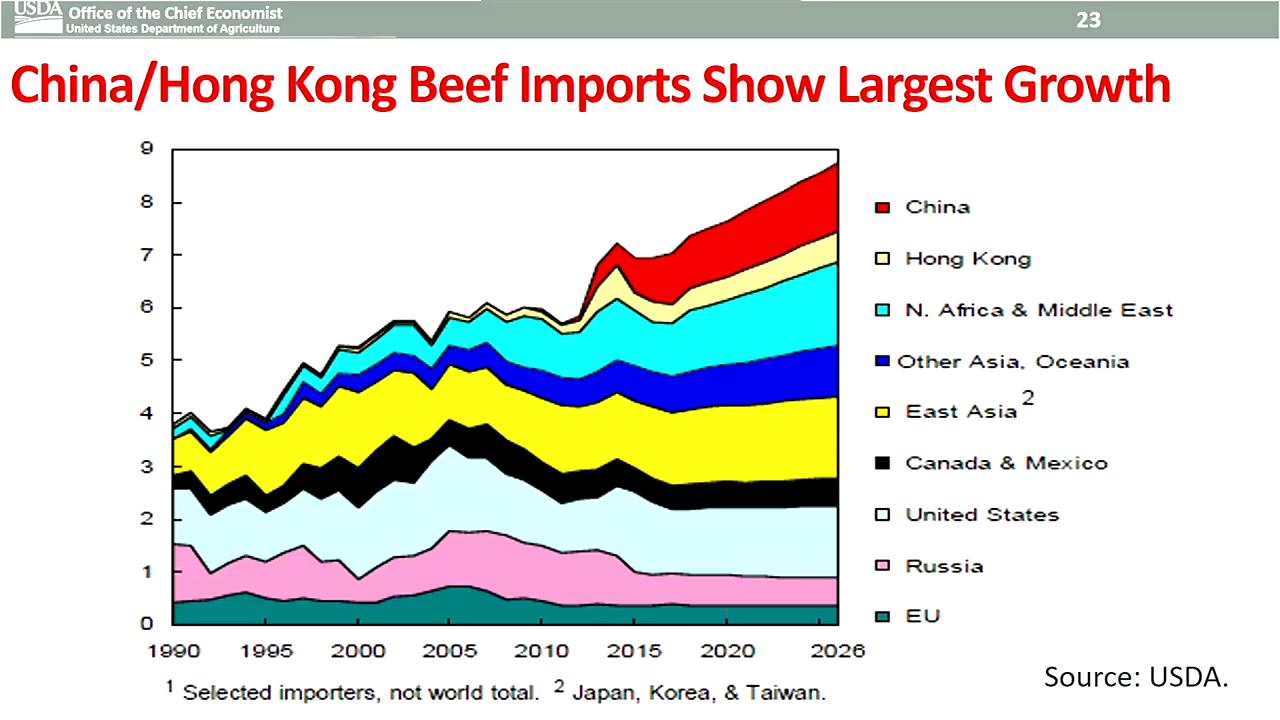 USDA
Office of the Chief Economist
United States Department of Agriculture
23
China/Hong Kong Beef Imports Show Largest Growth
9
8
7
6
5
4
3
2
1
0
1990 1995 2000 2005 2010 2015 2020 2026
China
Hong Kong
N. Africa & Middle East
Other Asia, Oceania
East Asia 2
Canada & Mexico
United States
Russia
EU
1 Selected importers, not world total. 2 Japan, Korea, & Taiwan.
Source: USDA.